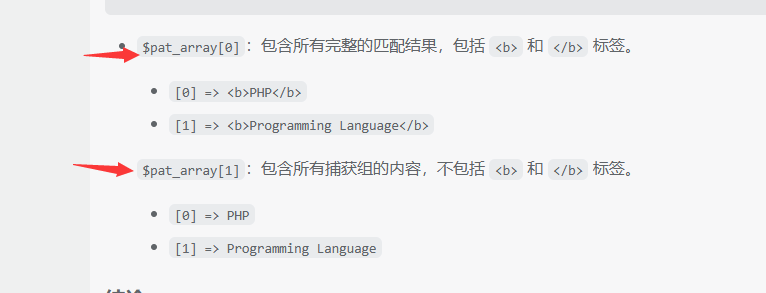 $pat_array[0]：包含所有完整的匹配结果，包括 <b> 和 </b> 标签。
[0] => <b>PHP</b>
[1] => <b>Programming Language</b>
$pat_array[1]：包含所有捕获组的内容，不包括 <b> 和 </b> 标签。
[0] => PHP
[1] => Programming Language